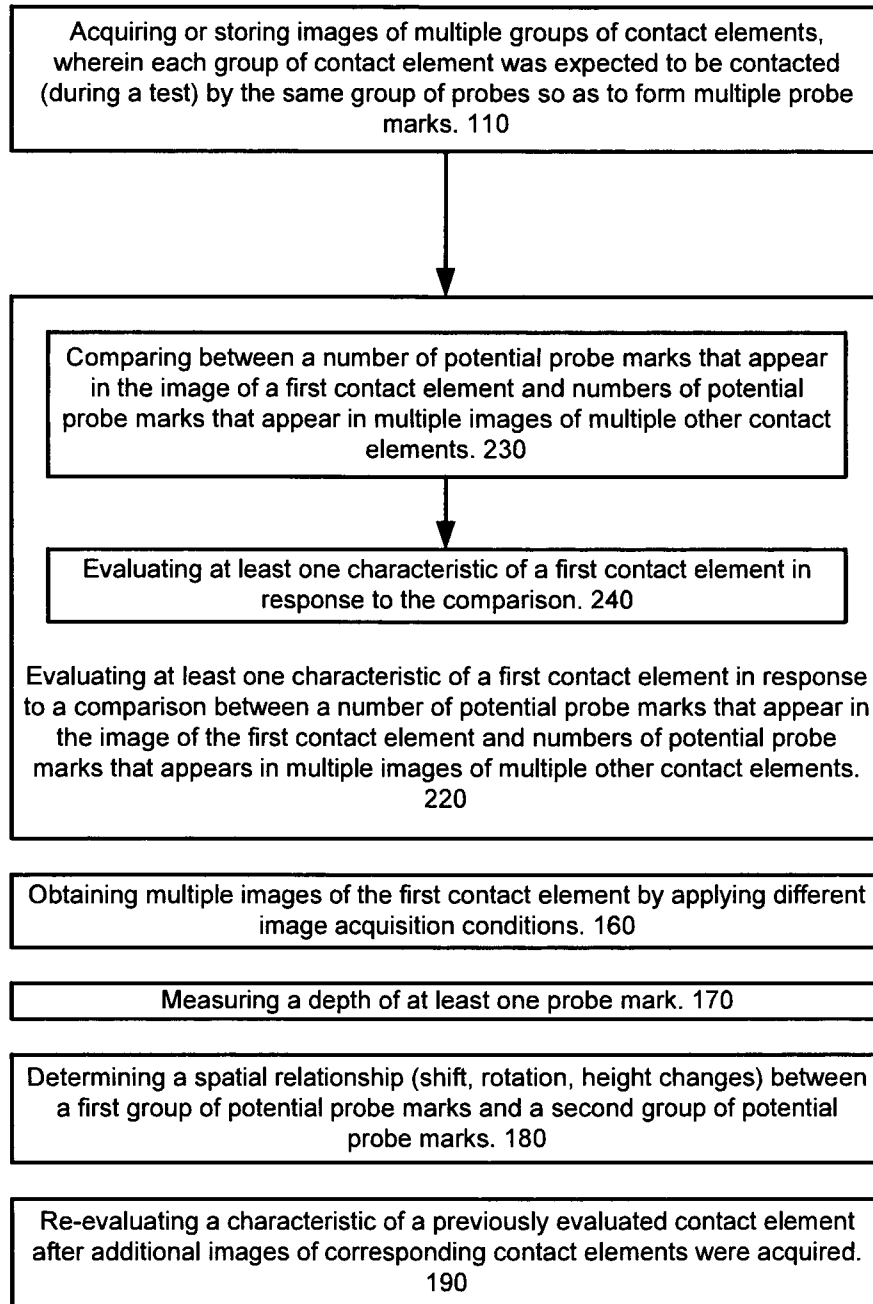 Acquiring or storing images of multiple groups of contact elements,
wherein each group of contact element was expected to be contacted
(during a test) by the same group of probes so as to form multiple probe
marks. 110
Comparing between a number of potential probe marks that appear
in the image of a first contact element and numbers of potential
probe marks that appear in multiple images of multiple other contact
elements. 230
Evaluating at least one characteristic of a first contact element in
response to the comparison. 240
Evaluating at least one characteristic of a first contact element in response
to a comparison between a number of potential probe marks that appear in
the image of the first contact element and numbers of potential probe
marks that appears in multiple images of multiple other contact elements.
220
Obtaining multiple images of the first contact element by applying different
image acquisition conditions. 160
Measuring a depth of at least one probe mark. 170
Determining a spatial relationship (shift, rotation, height changes) between
a first group of potential probe marks and a second group of potential
probe marks. 180
Re-evaluating a characteristic of a previously evaluated contact element
after additional images of corresponding contact elements were acquired.
190